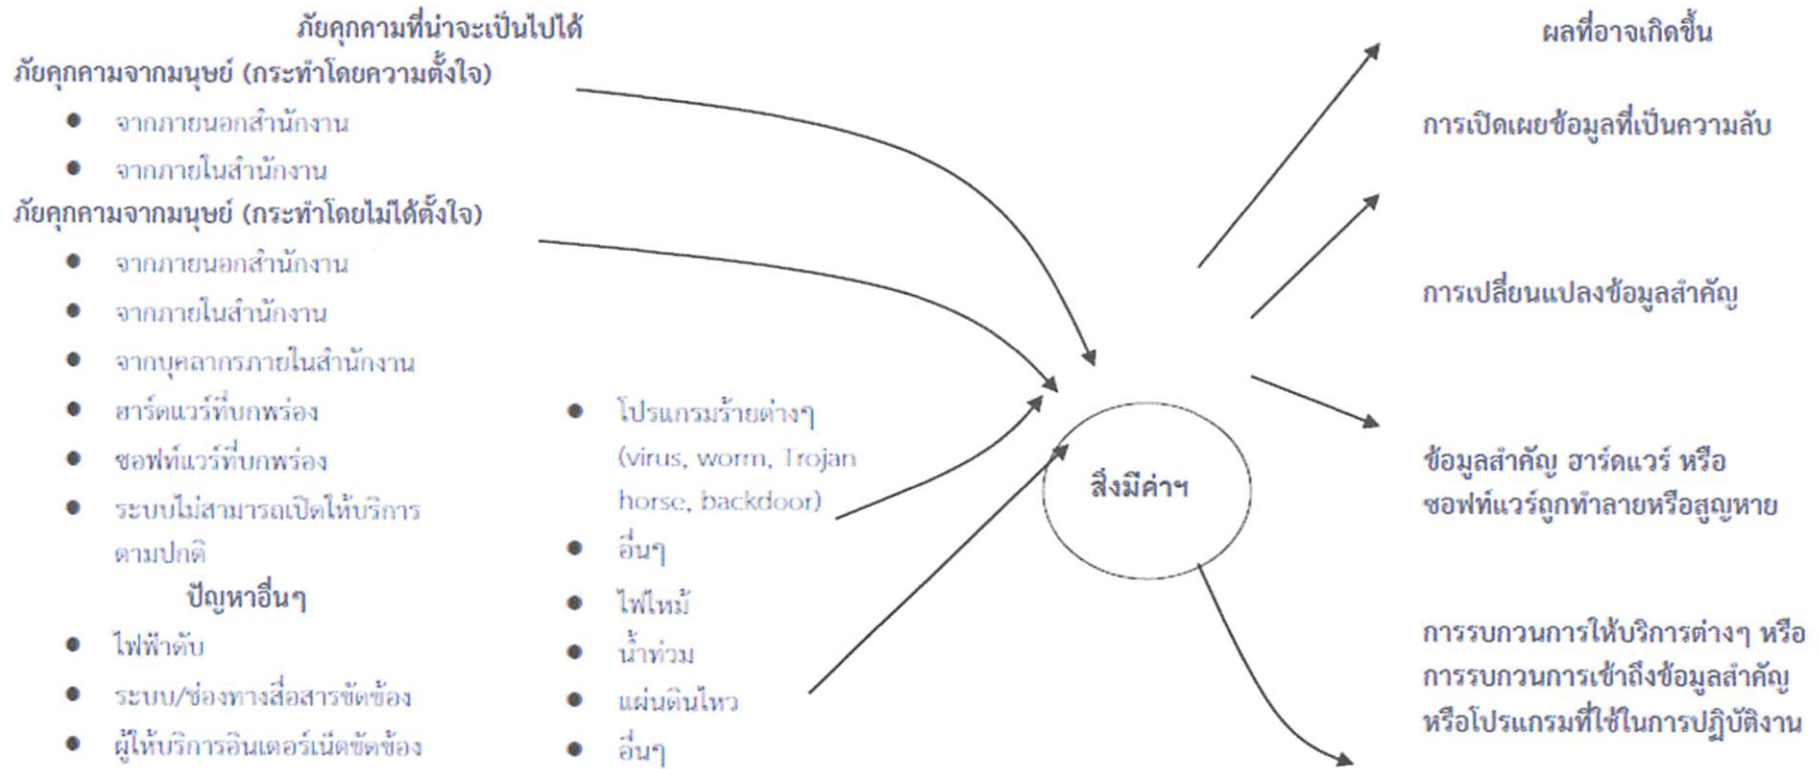 ภัยคุกคามที่น่าจะเป็นไปได้
ภัยคุกคามจากมนุษย์ (กระทำโดยความตั้งใจ)
● จากภายนอกสำนักงาน
● จากภายในสำนักงาน
ภัยคุกคามจากมนุษย์ (กระทำโดยไม่ได้ตั้งใจ)
● จากภายนอกสำนักงาน
● จากภายในสำนักงาน
● จากบุคลากรภายในสำนักงาน
● ฮาร์ดแวร์ที่บกพร่อง
● ซอฟท์แวร์ที่บกพร่อง
● ระบบไม่สามารถเปิดให้บริการ
ตามปกติ
● โปรแกรมร้ายต่างๆ
(virus, worm, Trojan
horse, backdoor)
● อื่นๆ
ปัญหาอื่นๆ
● ไฟฟ้าดับ
● ระบบ/ช่องทางสื่อสารขัดข้อง
● ผู้ให้บริการอินเตอร์เน็ตขัดข้อง
● ไฟไหม้
● น้ำท่วม
● แผ่นดินไหว
● อื่นๆ
สิ่งมีค่าฯ
ผลที่อาจเกิดขึ้น
การเปิดเผยข้อมูลที่เป็นความลับ
การเปลี่ยนแปลงข้อมูลสำคัญ
ข้อมูลสำคัญ ฮาร์ดแวร์ หรือ
ซอฟท์แวร์ถูกทำลายหรือสูญหาย
การรบกวนการให้บริการต่างๆ หรือ
การรบกวนการเข้าถึงข้อมูลสำคัญ
หรือโปรแกรมที่ใช้ในการปฏิบัติงาน